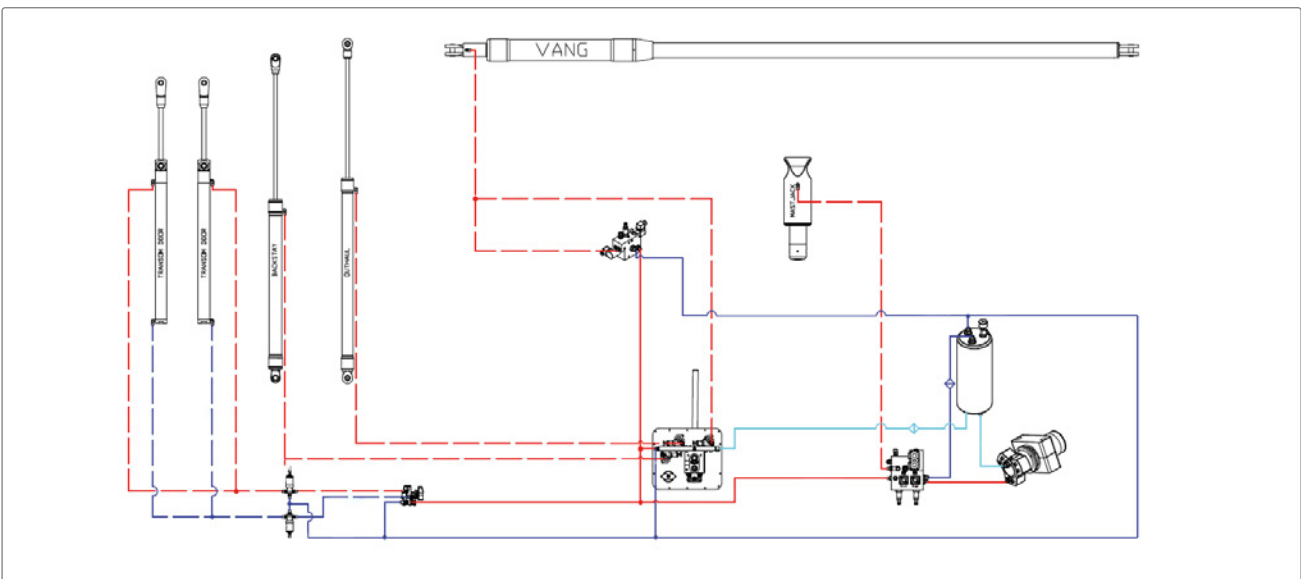 VANG
TRANSOM DOOR
TRANSOM DOOR
BACKSTAY
OUTHAUL
MAST JACK